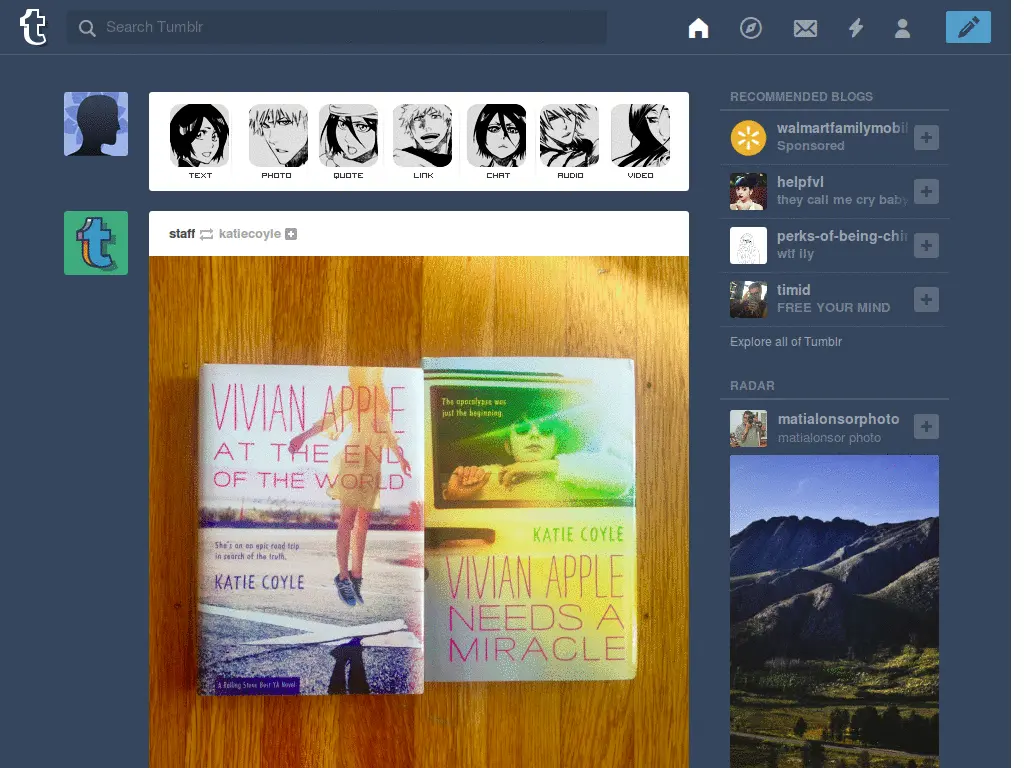 Search Tumblr
TEXT
PHOTO
QUOTE
LINK
CHAT
AUDIO
VIDEO
staff katiecoyle
VIVIAN APPLE
AT THE END
OF THE WORLD
She's on an epic road trip
in search of the truth.
KATIE COYLE
A Rolling Stone Best YA Novel
The apocalypse was
just the beginning.
KATIE COYLE
VIVIAN APPLE
NEEDS A
MIRACLE
RECOMMENDED BLOGS
walmartfamilymobil
Sponsored
helpfvl
they call me cry baby
perks-of-being-chi
wtf ily
timid
FREE YOUR MIND
Explore all of Tumblr
RADAR
matialonsorphoto
matialonsor photo